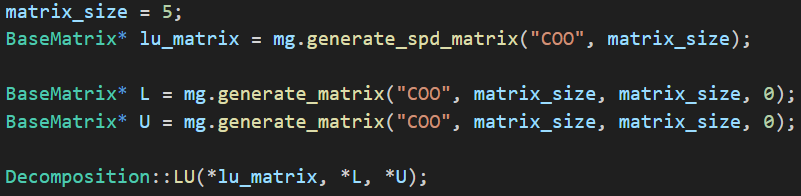 matrix_size = 5;
BaseMatrix* lu_matrix = mg.generate_spd_matrix("COO", matrix_size);
BaseMatrix* L = mg.generate_matrix("COO", matrix_size, matrix_size, 0);
BaseMatrix* U = mg.generate_matrix("COO", matrix_size, matrix_size, 0);
Decomposition::LU(*lu_matrix, *L, *U);